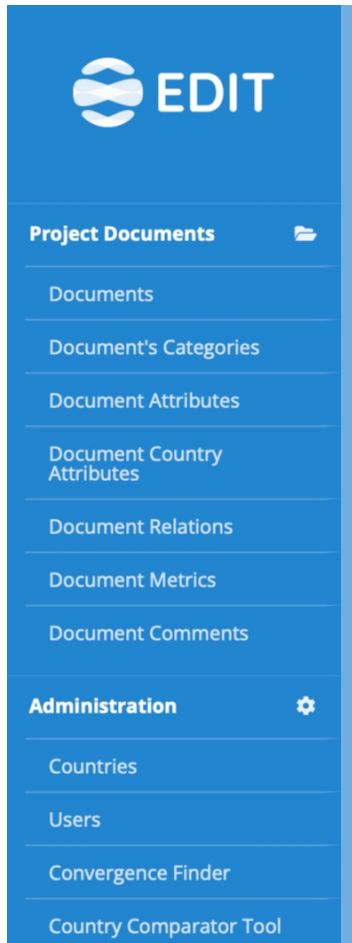 EDIT
Project Documents
Documents
Document's Categories
Document Attributes
Document Country
Attributes
Document Relations
Document Metrics
Document Comments
Administration
Countries
Users
Convergence Finder
Country Comparator Tool